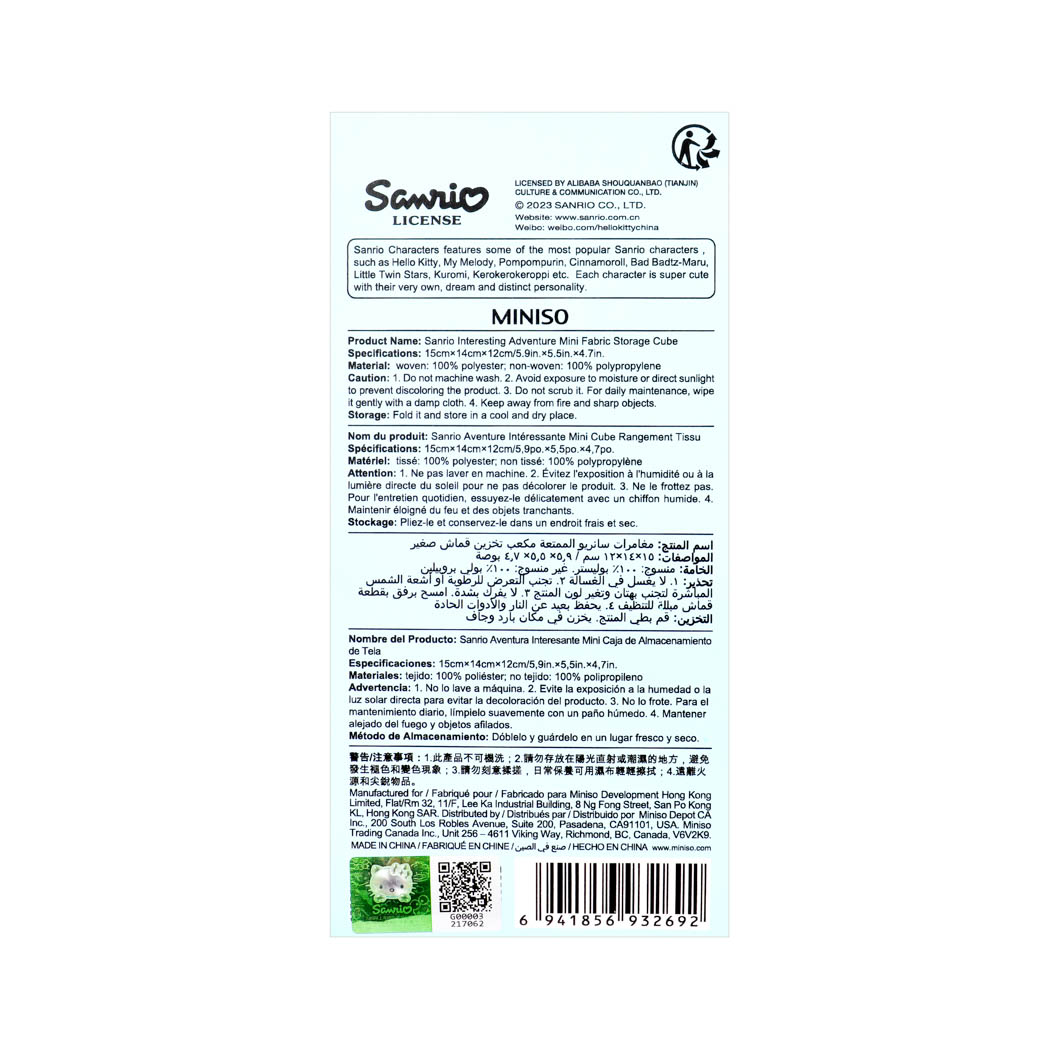 Sanrio
LICENSE
LICENSED BY ALIBABA SHOUQUANBAO (TIANJIN)
CULTURE & COMMUNICATION CO., LTD.
© 2023 SANRIO CO., LTD.
Website: www.sanrio.com.cn
Weibo: weibo.com/hellokittychina
Sanrio Characters features some of the most popular Sanrio characters ,
such as Hello Kitty, My Melody, Pompompurin, Cinnamoroll, Bad Badtz-Maru,
Little Twin Stars, Kuromi, Kerokerokeroppi etc. Each character is super cute
with their very own, dream and distinct personality.
MINISO
Product Name: Sanrio Interesting Adventure Mini Fabric Storage Cube
Specifications: 15cm×14cm×12cm/5.9in.×5.5in.×4.7in.
Material: woven: 100% polyester; non-woven: 100% polypropylene
Caution: 1. Do not machine wash. 2. Avoid exposure to moisture or direct sunlight
to prevent discoloring the product. 3. Do not scrub it. For daily maintenance, wipe
it gently with a damp cloth. 4. Keep away from fire and sharp objects.
Storage: Fold it and store in a cool and dry place.
Nom du produit: Sanrio Aventure Intéressante Mini Cube Rangement Tissu
Spécifications: 15cm×14cm×12cm/5,9po.×5,5po.×4,7po.
Matériel: tissé: 100% polyester; non tissé: 100% polypropylène
Attention: 1. Ne pas laver en machine. 2. Évitez l'exposition à l'humidité ou à la
lumière directe du soleil pour ne pas décolorer le produit. 3. Ne le frottez pas.
Pour l'entretien quotidien, essuyez-le délicatement avec un chiffon humide. 4.
Maintenir éloigné du feu et des objets tranchants.
Stockage: Pliez-le et conservez-le dans un endroit frais et sec.
اسم المنتج: مغامرات سانريو الممتعة مكعب تخزين قماش صغير
المواصفات: ١٥×١٤×١٢ سم / ٥,٩× ٥,٥× ٤,٧ بوصة
الخامة: منسوج: ١٠٠٪ بوليستر. غير منسوج: ١٠٠٪ بولي بروبيلين
تحذير: ١. لا يغسل في الغسالة ٢. تجنب التعرض للرطوبة او أشعة الشمس
المباشرة لتجنب بهتان وتغير لون المنتج ٣. لا يفرك بشدة. امسح برفق بقطعة
قماش مبللة للتنظيف ٤. يحفظ بعيد عن النار والأدوات الحادة
التخزين: قم بطي المنتج. يخزن في مكان بارد وجاف
Nombre del Producto: Sanrio Aventura Interesante Mini Caja de Almacenamiento
de Tela
Especificaciones: 15cm×14cm×12cm/5,9in.×5,5in.×4,7in.
Materiales: tejido: 100% poliéster; no tejido: 100% polipropileno
Advertencia: 1. No lo lave a máquina. 2. Evite la exposición a la humedad o la
luz solar directa para evitar la decoloración del producto. 3. No lo frote. Para el
mantenimiento diario, límpielo suavemente con un paño húmedo. 4. Mantener
alejado del fuego y objetos afilados.
Método de Almacenamiento: Dóblelo y guárdelo en un lugar fresco y seco.
警告/注意事項：1.此產品不可機洗；2.請勿存放在陽光直射或潮濕的地方，避免
發生褪色和變色現象；3.請勿刻意揉搓，日常保養可用濕布輕輕擦拭；4.遠離火
源和尖銳物品。
Manufactured for / Fabriqué pour / Fabricado para Miniso Development Hong Kong
Limited, Flat/Rm 32, 11/F, Lee Ka Industrial Building, 8 Ng Fong Street, San Po Kong
KL, Hong Kong SAR. Distributed by / Distribués par / Distribuido por Miniso Depot CA
Inc., 200 South Los Robles Avenue, Suite 200, Pasadena, CA91101, USA. Miniso
Trading Canada Inc., Unit 256 – 4611 Viking Way, Richmond, BC, Canada, V6V2K9.
MADE IN CHINA / FABRIQUÉ EN CHINE / صنع في الصين / HECHO EN CHINA www.miniso.com
Sanrio
G00003
217062
6 941856 932692